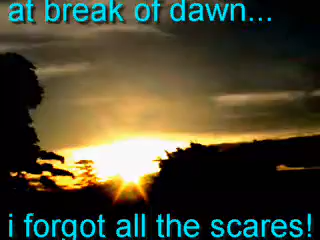 at break of dawn...
i forgot all the scares!